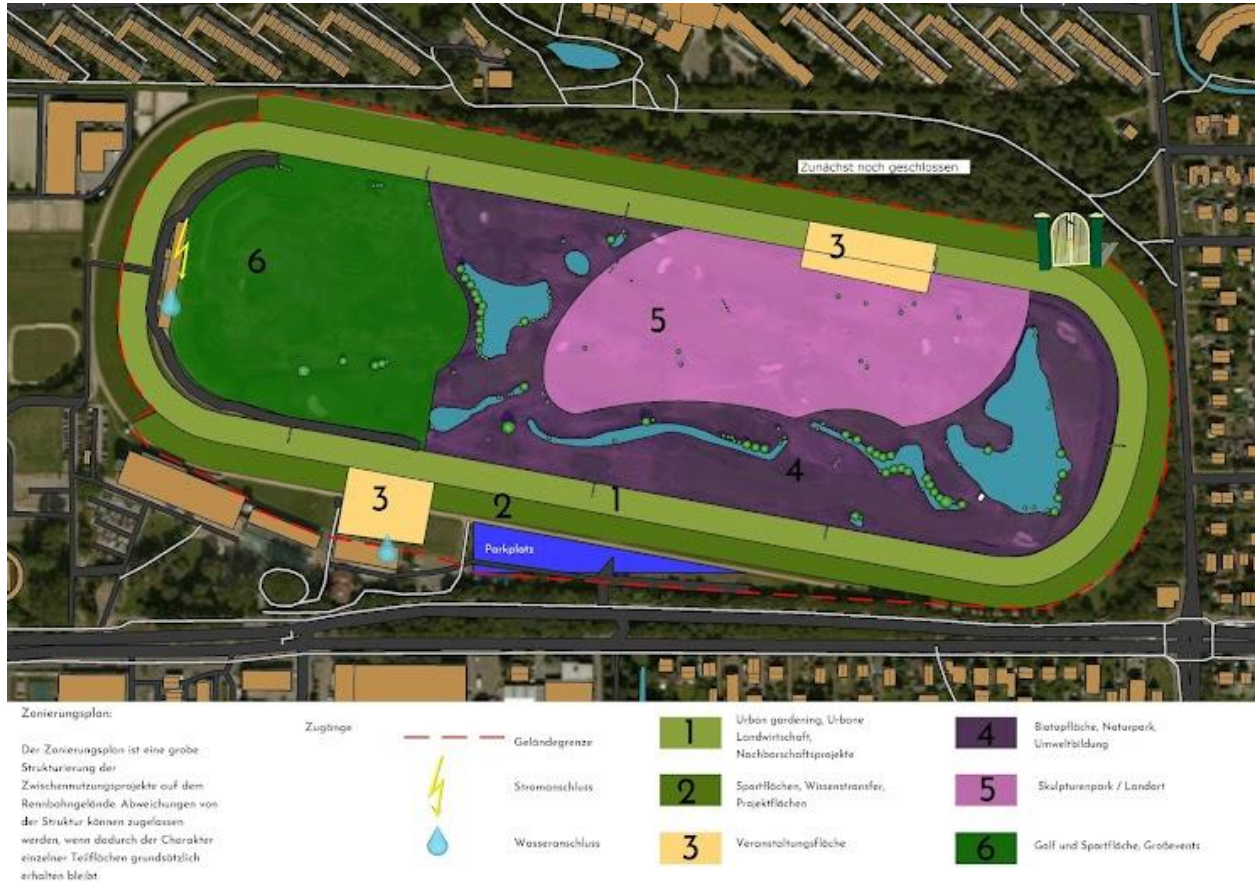 Zunächst noch geschlossen
6
3
5
4
3
2
1
Parkplatz
Zonierungsplan:
Der Zonierungsplan ist eine grobe
Strukturierung der
Zwischennutzungsprojekte auf dem
Rennbahngelände. Abweichungen von
der Struktur können zugelassen
werden, wenn dadurch der Charakter
einzelner Teilflächen grundsätzlich
erhalten bleibt.
Zugänge
Geländegrenze
Stromanschluss
Wasseranschluss
1
Urban gardening, Urbane
Landwirtschaft,
Nachbarschaftsprojekte
2
Sportflächen, Wissenstransfer,
Projektflächen
3
Veranstaltungsfläche
4
Biotopfläche, Naturpark,
Umweltbildung
5
Skulpturenpark / Landart
6
Golf und Sportfläche, Großevents